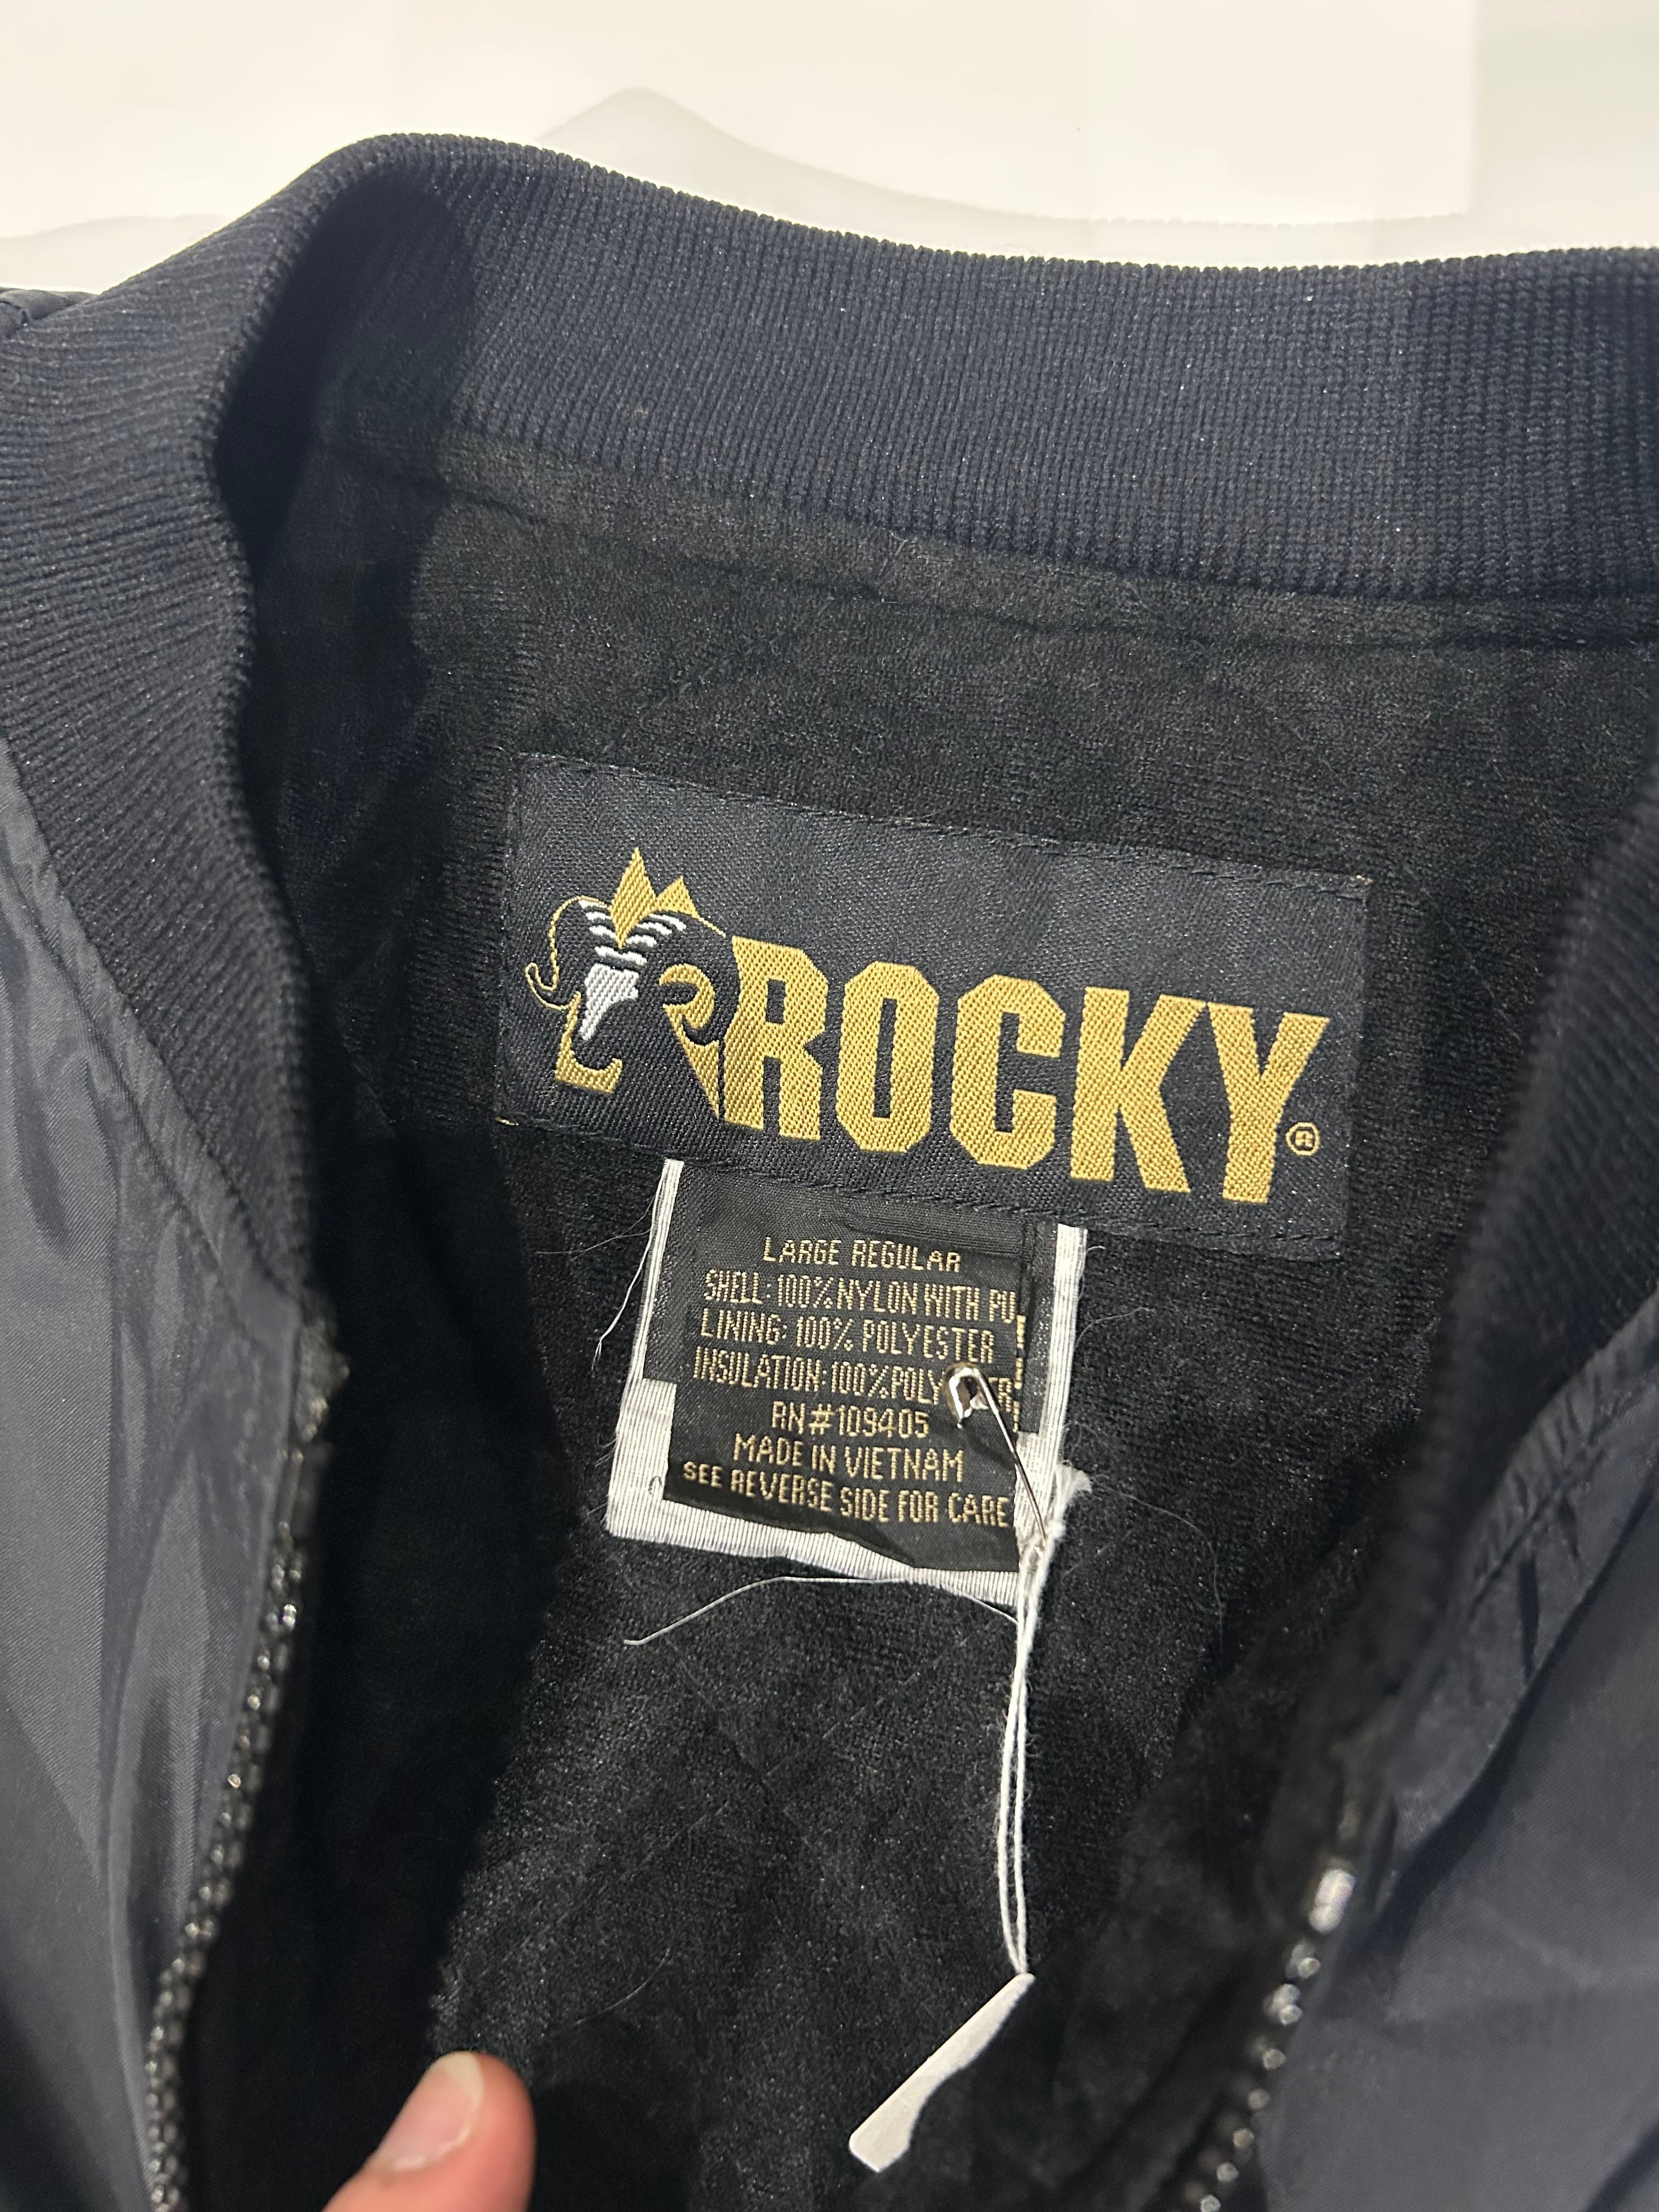 ROCKY®
LARGE REGULAR
SHELL: 100% NYLON WITH PU
LINING: 100% POLYESTER
INSULATION: 100% POLY
RN #109405
MADE IN VIETNAM
SEE REVERSE SIDE FOR CARE